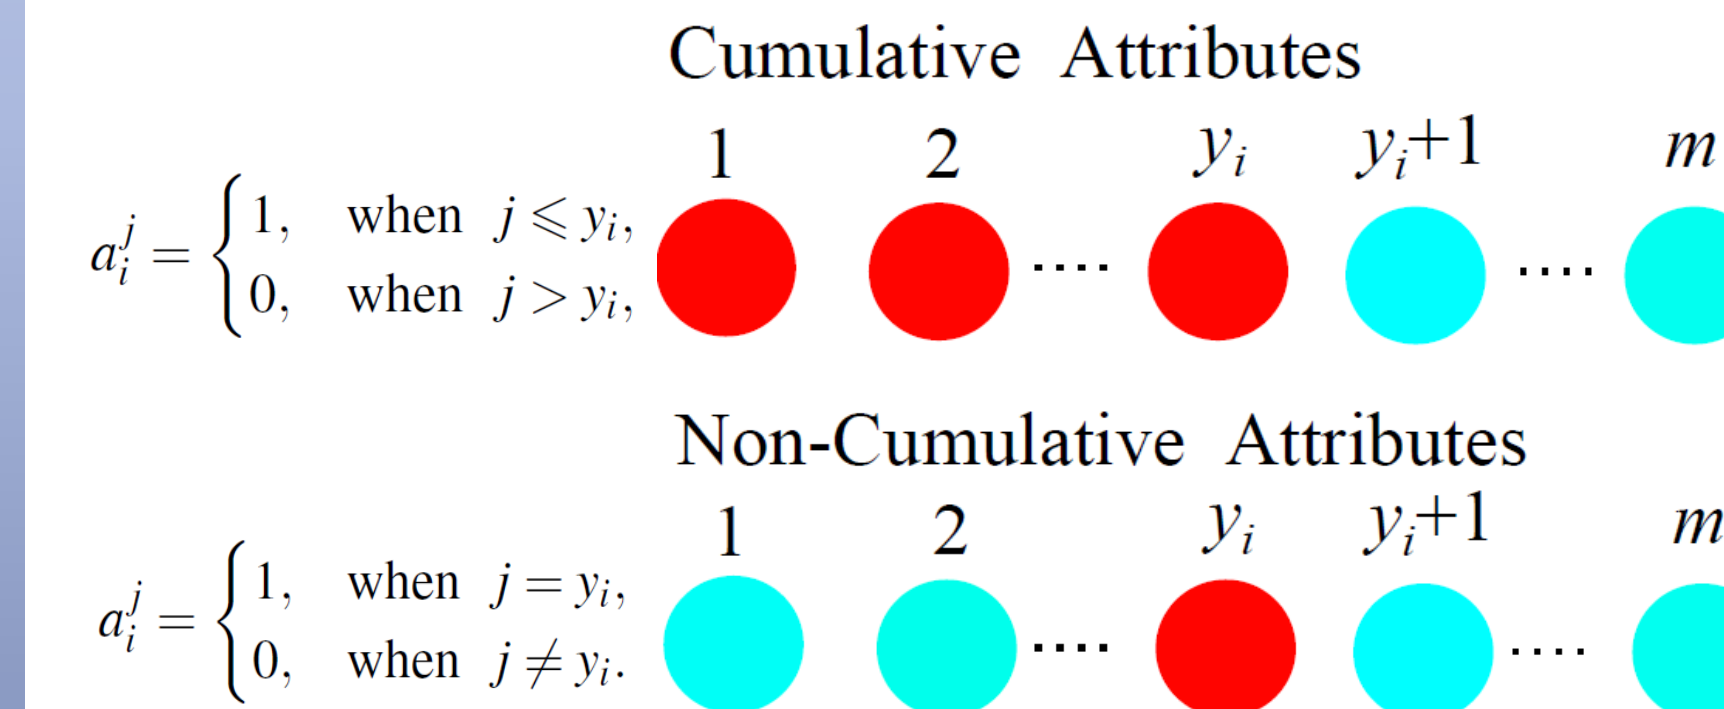 Cumulative Attributes
1 2 y_i y_i+1 m
a_i^j = { 1, when j ⩽ y_i,
0, when j > y_i,
....  ....
Non-Cumulative Attributes
1 2 y_i y_i+1 m
a_i^j = { 1, when j = y_i,
0, when j ≠ y_i.
....  ....